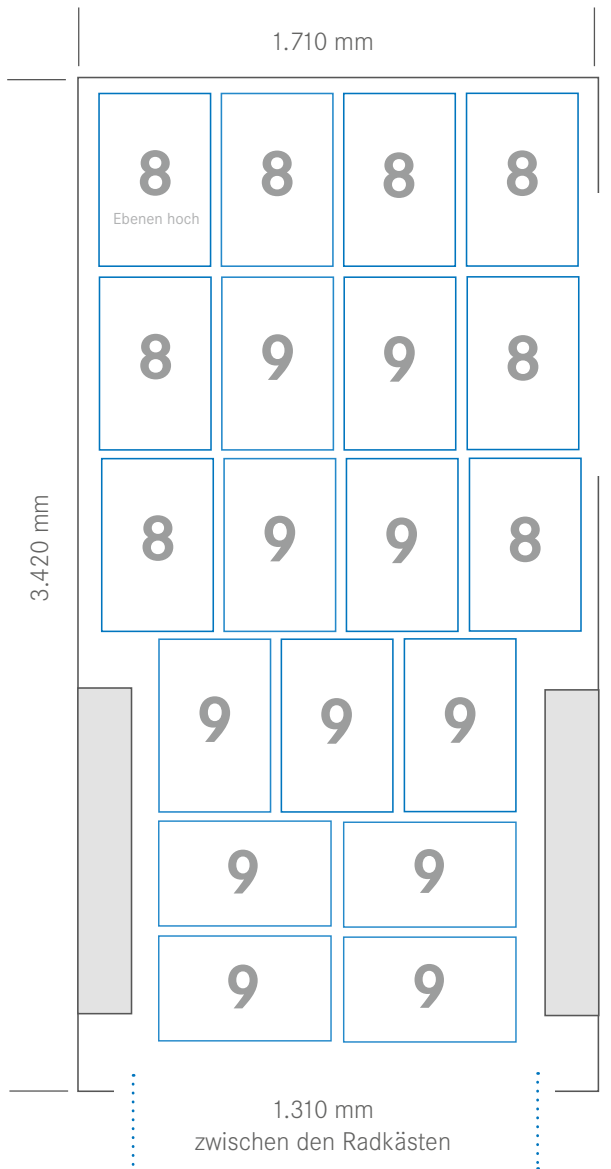 1.710 mm
8 8 8 8
Ebenen hoch
8 9 9 8
3.420 mm
8 9 9 8
9 9 9
9 9
9 9
1.310 mm
zwischen den Radkästen